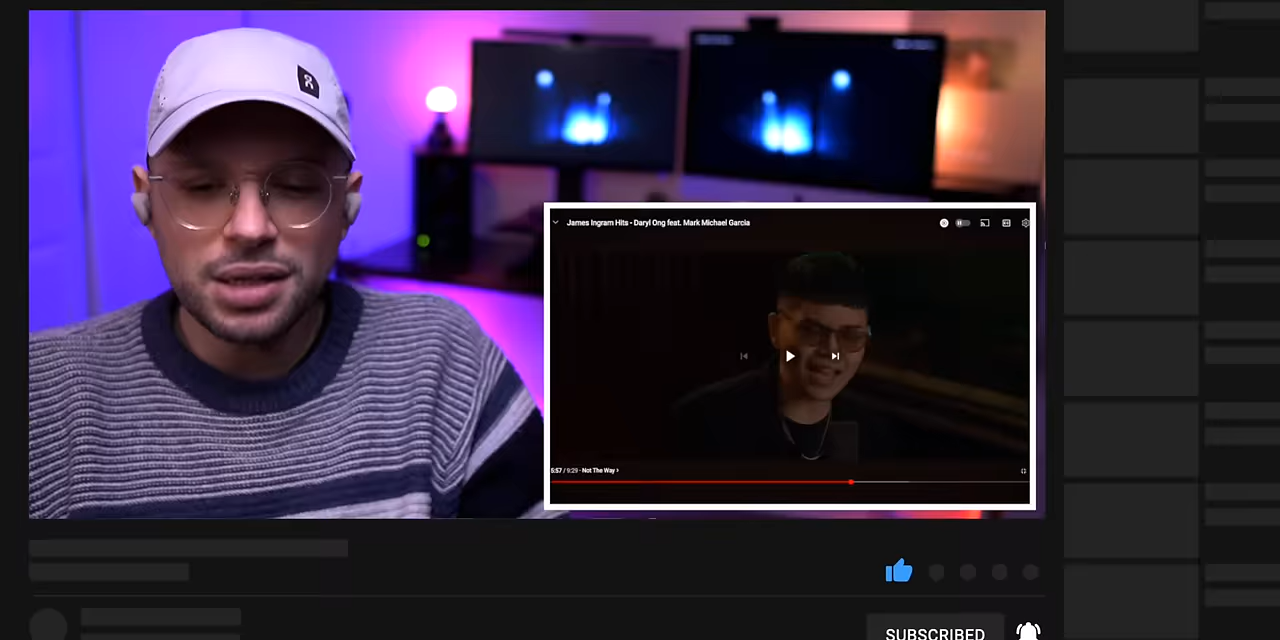 James Ingram Hits - Daryl Ong feat. Mark Michael Garcia
5:57 / 9:29 · Not The Way ›
SUBSCRIBED